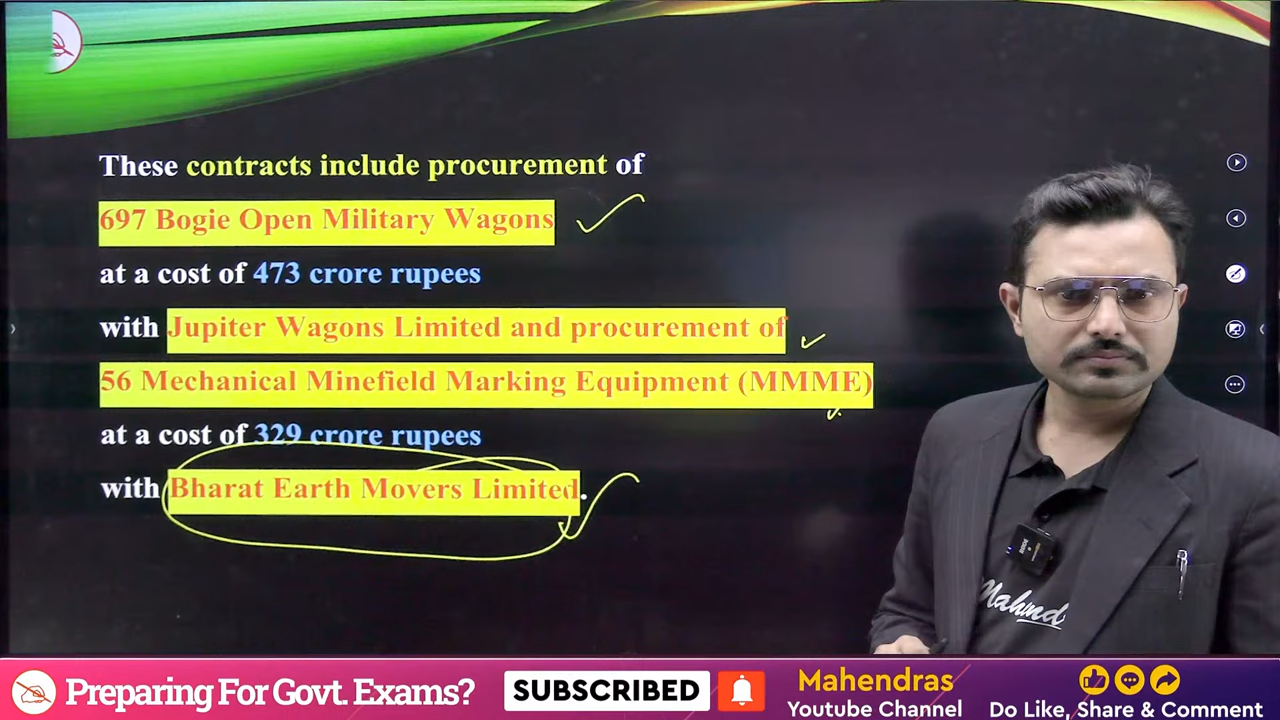 These contracts include procurement of
697 Bogie Open Military Wagons
at a cost of 473 crore rupees
with Jupiter Wagons Limited and procurement of
56 Mechanical Minefield Marking Equipment (MMME)
at a cost of 329 crore rupees
with Bharat Earth Movers Limited.
Mahend
Preparing For Govt. Exams?
SUBSCRIBED
Mahendras
Youtube Channel
Do Like, Share & Comment